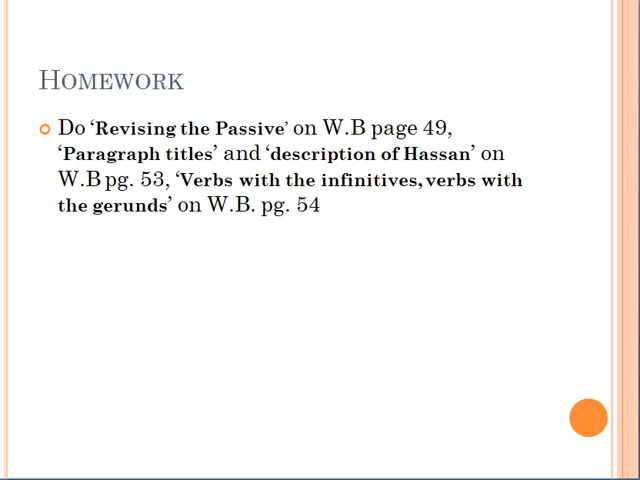 HOMEWORK
Do ‘Revising the Passive’ on W.B page 49,
‘Paragraph titles’ and ‘description of Hassan’ on
W.B pg. 53, ‘Verbs with the infinitives, verbs with
the gerunds’ on W.B. pg. 54